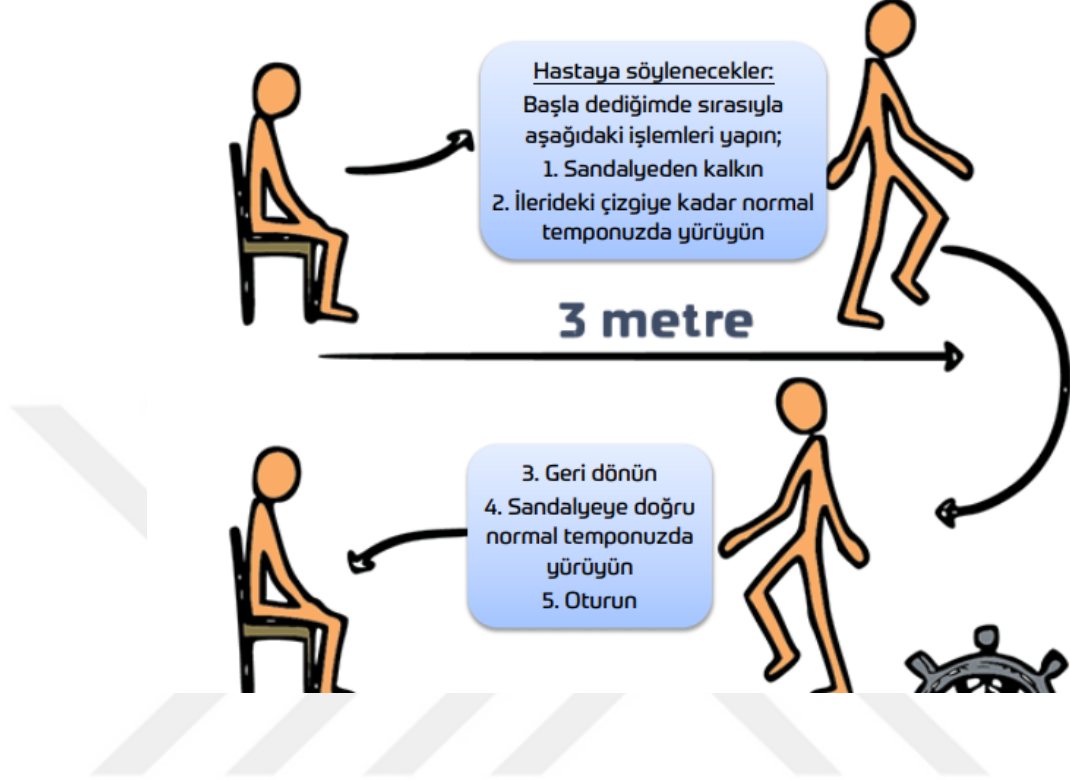 Hastaya söylenecekler:
Başla dediğimde sırasıyla
aşağıdaki işlemleri yapın;
1. Sandalyeden kalkın
2. İlerideki çizgiye kadar normal
temponuzda yürüyün
3 metre
3. Geri dönün
4. Sandalyeye doğru
normal temponuzda
yürüyün
5. Oturun